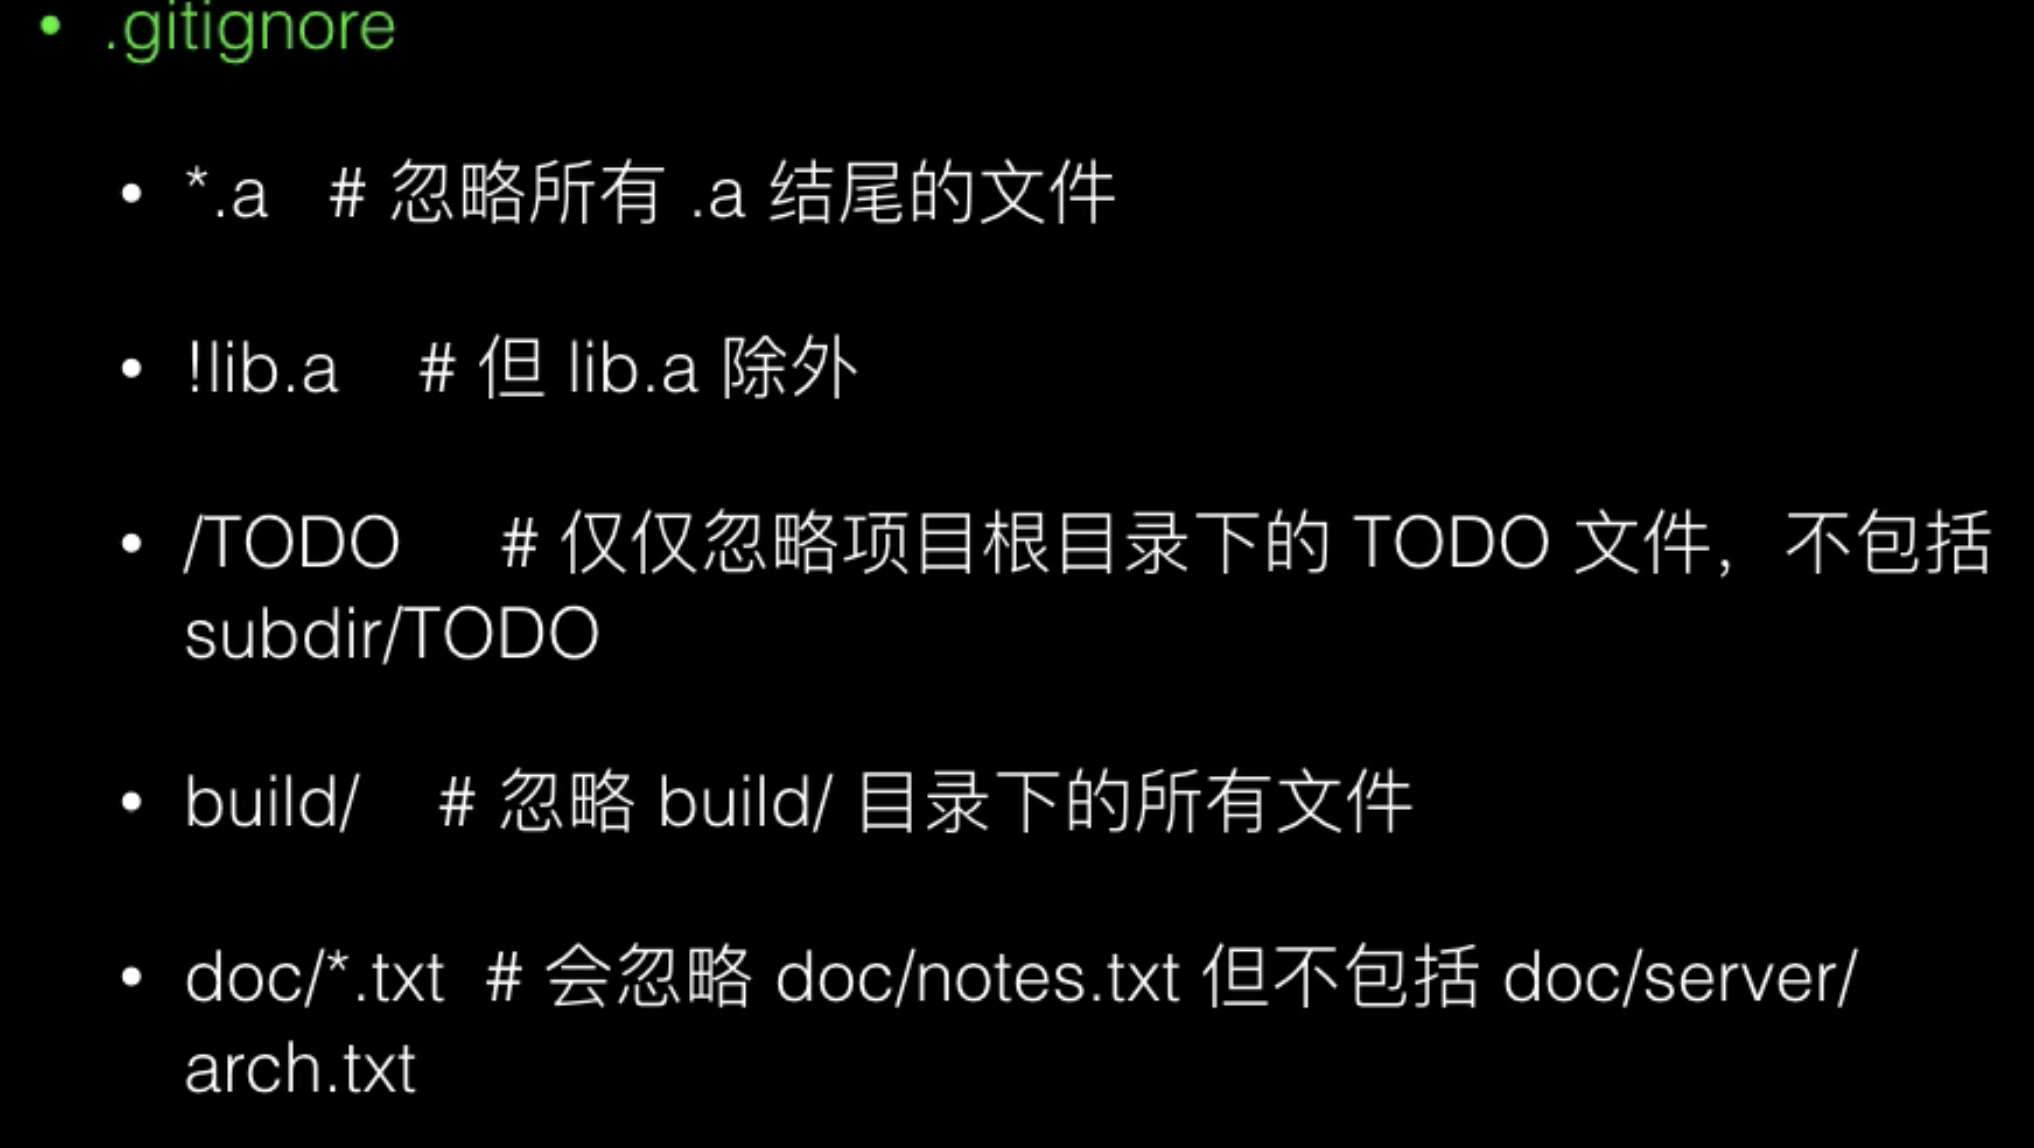 • .gitignore
• *.a # 忽略所有 .a 结尾的文件
• !lib.a # 但 lib.a 除外
• /TODO # 仅仅忽略项目根目录下的 TODO 文件，不包括
subdir/TODO
• build/ # 忽略 build/ 目录下的所有文件
• doc/*.txt # 会忽略 doc/notes.txt 但不包括 doc/server/
arch.txt